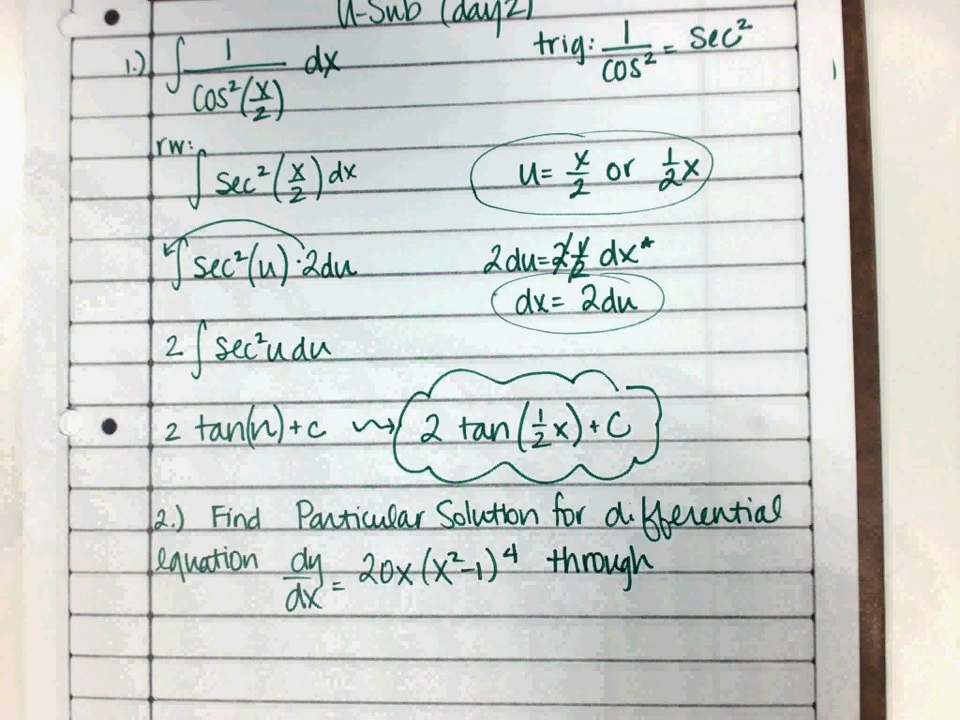 U-Sub (day 2)
1.) ∫ 1/cos²(x/2) dx trig: 1/cos² = sec²
rw:
∫ sec²(x/2) dx u = x/2 or 1/2x
∫ sec²(u) · 2du 2du = 2 · 1/2 dx*
dx = 2du
2 ∫ sec²u du
2 tan(u) + c ⇝ 2 tan(1/2x) + C
2.) Find Particular Solution for differential
equation dy/dx = 20x(x²-1)⁴ through